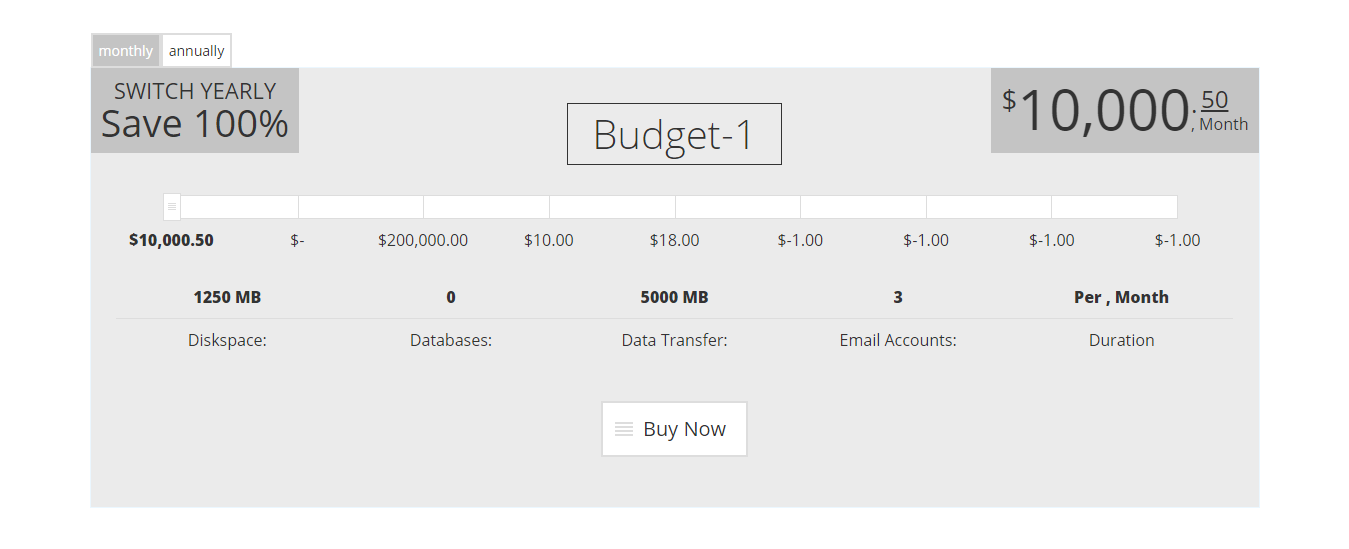 monthly annually
SWITCH YEARLY
Save 100%
Budget-1
$10,000.50
, Month
$10,000.50 $- $200,000.00 $10.00 $18.00 $-1.00 $-1.00 $-1.00 $-1.00
1250 MB 0 5000 MB 3 Per , Month
Diskspace: Databases: Data Transfer: Email Accounts: Duration
Buy Now